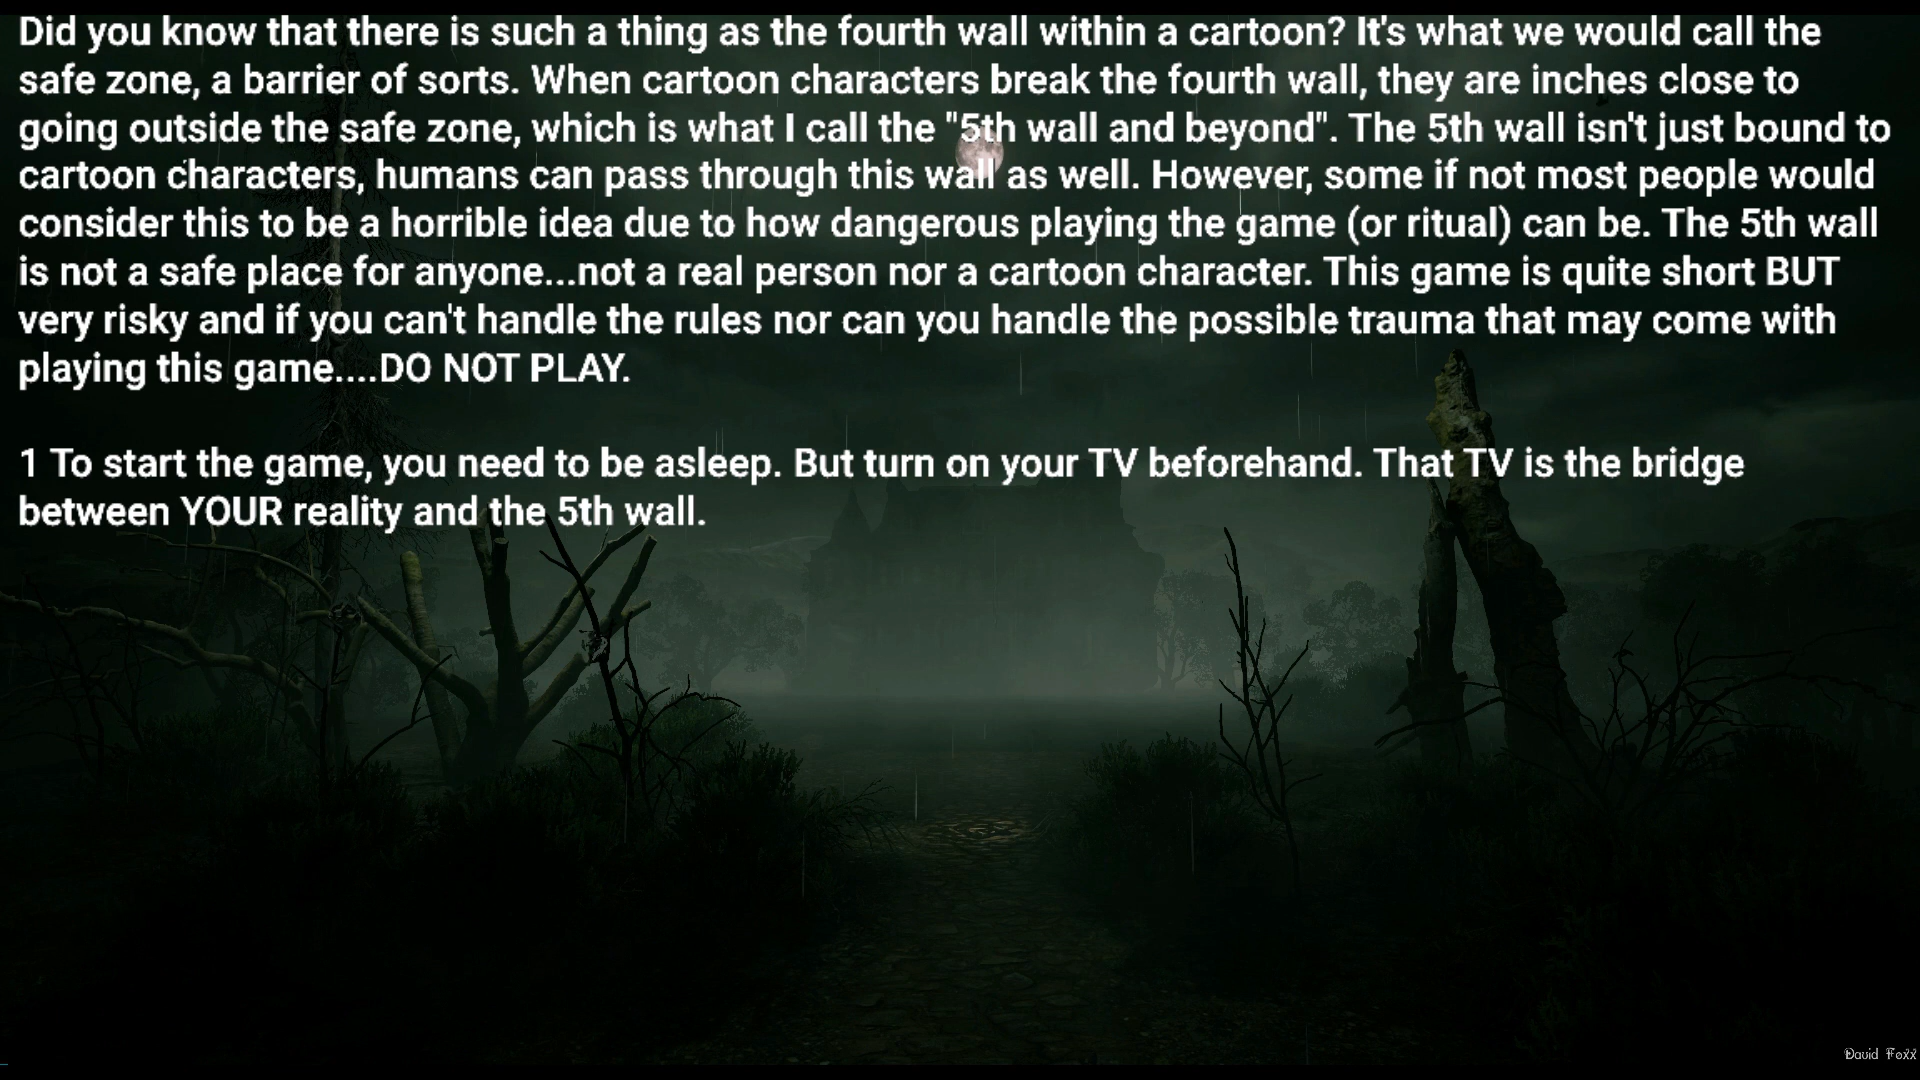 Did you know that there is such a thing as the fourth wall within a cartoon? It's what we would call the
safe zone, a barrier of sorts. When cartoon characters break the fourth wall, they are inches close to
going outside the safe zone, which is what I call the "5th wall and beyond". The 5th wall isn't just bound to
cartoon characters, humans can pass through this wall as well. However, some if not most people would
consider this to be a horrible idea due to how dangerous playing the game (or ritual) can be. The 5th wall
is not a safe place for anyone...not a real person nor a cartoon character. This game is quite short BUT
very risky and if you can't handle the rules nor can you handle the possible trauma that may come with
playing this game....DO NOT PLAY.
1 To start the game, you need to be asleep. But turn on your TV beforehand. That TV is the bridge
between YOUR reality and the 5th wall.
David Foxx